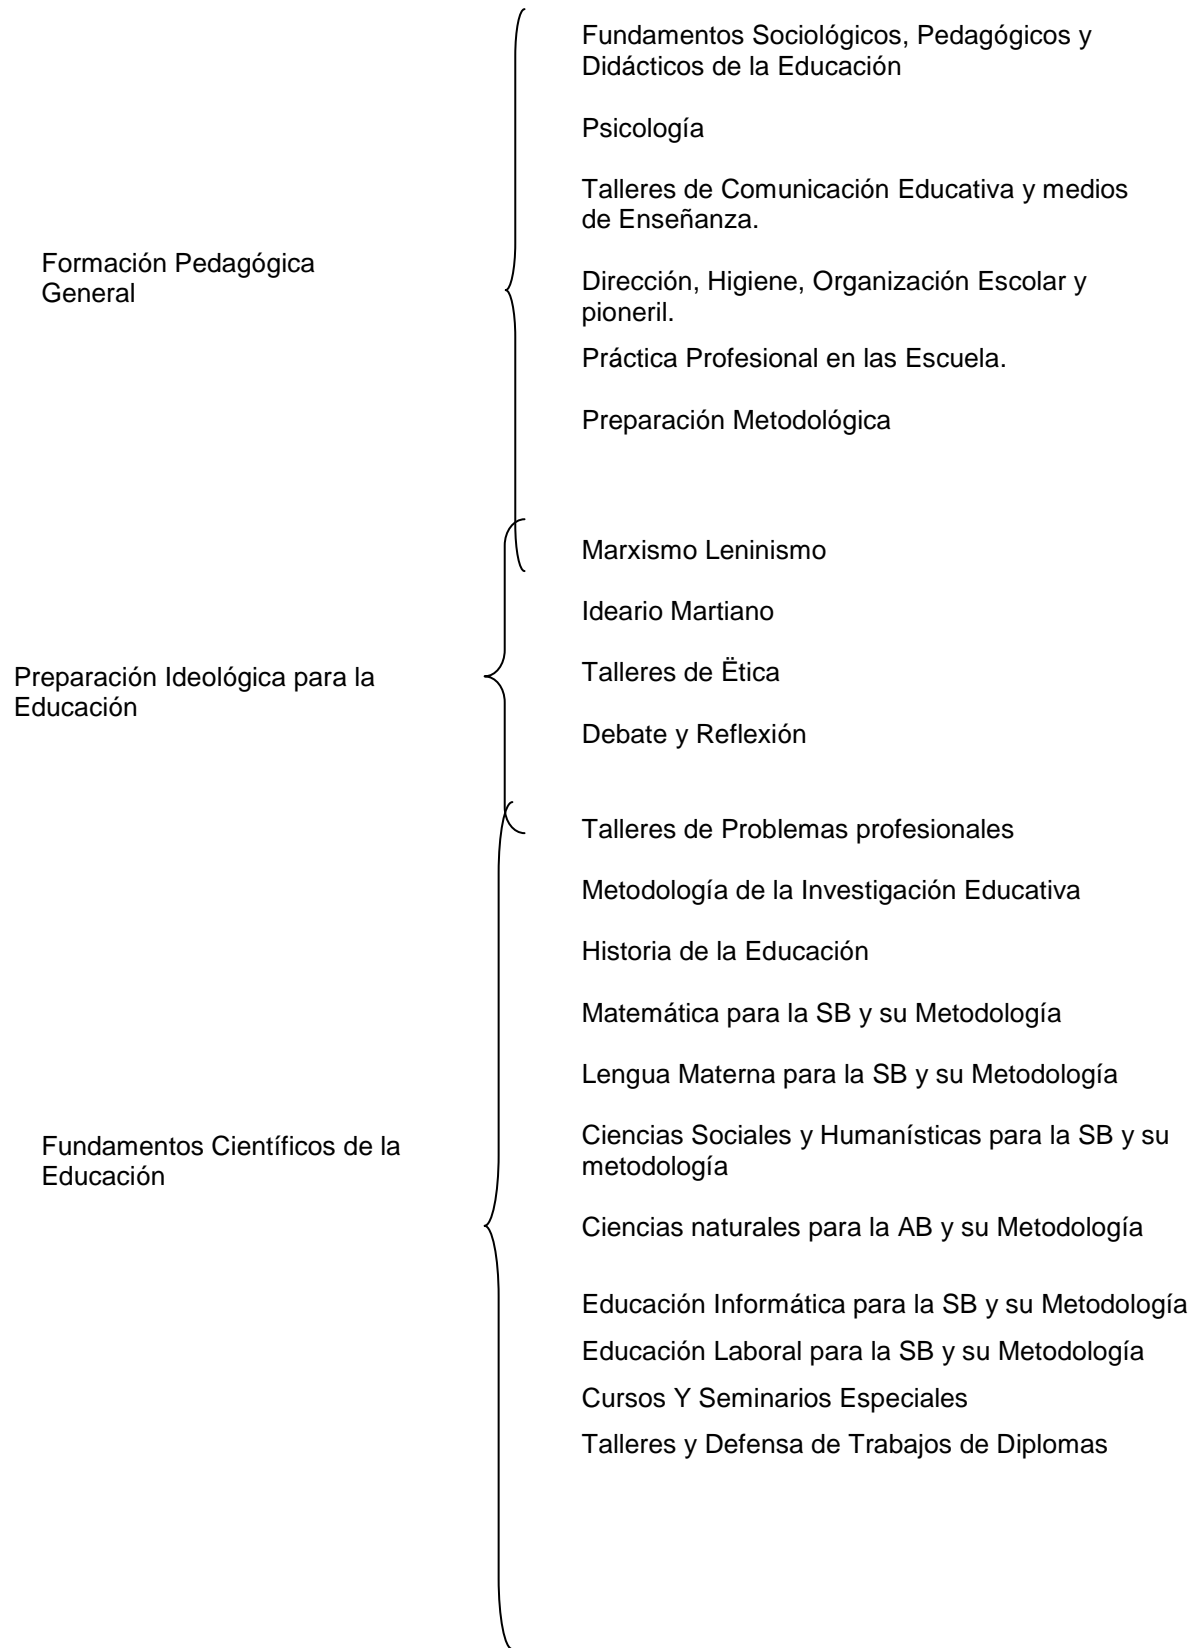 Formación Pedagógica
General
Fundamentos Sociológicos, Pedagógicos y
Didácticos de la Educación
Psicología
Talleres de Comunicación Educativa y medios
de Enseñanza.
Dirección, Higiene, Organización Escolar y
pioneril.
Práctica Profesional en las Escuela.
Preparación Metodológica
Preparación Ideológica para la
Educación
Marxismo Leninismo
Ideario Martiano
Talleres de Ëtica
Debate y Reflexión
Fundamentos Científicos de la
Educación
Talleres de Problemas profesionales
Metodología de la Investigación Educativa
Historia de la Educación
Matemática para la SB y su Metodología
Lengua Materna para la SB y su Metodología
Ciencias Sociales y Humanísticas para la SB y su
metodología
Ciencias naturales para la AB y su Metodología
Educación Informática para la SB y su Metodología
Educación Laboral para la SB y su Metodología
Cursos Y Seminarios Especiales
Talleres y Defensa de Trabajos de Diplomas